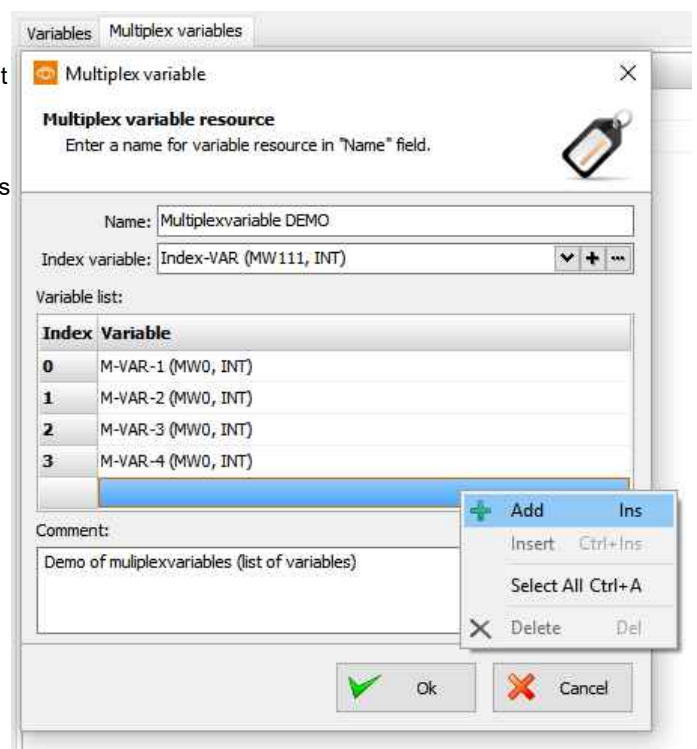 Variables Multiplex variables
t
Multiplex variable
Multiplex variable resource
Enter a name for variable resource in "Name" field.
s
Name: Multiplexvariable DEMO
Index variable: Index-VAR (MW111, INT)
Variable list:
Index Variable
0 M-VAR-1 (MW0, INT)
1 M-VAR-2 (MW0, INT)
2 M-VAR-3 (MW0, INT)
3 M-VAR-4 (MW0, INT)
Add Ins
Insert Ctrl+Ins
Select All Ctrl+A
Delete Del
Comment:
Demo of muliplexvariables (list of variables)
Ok Cancel